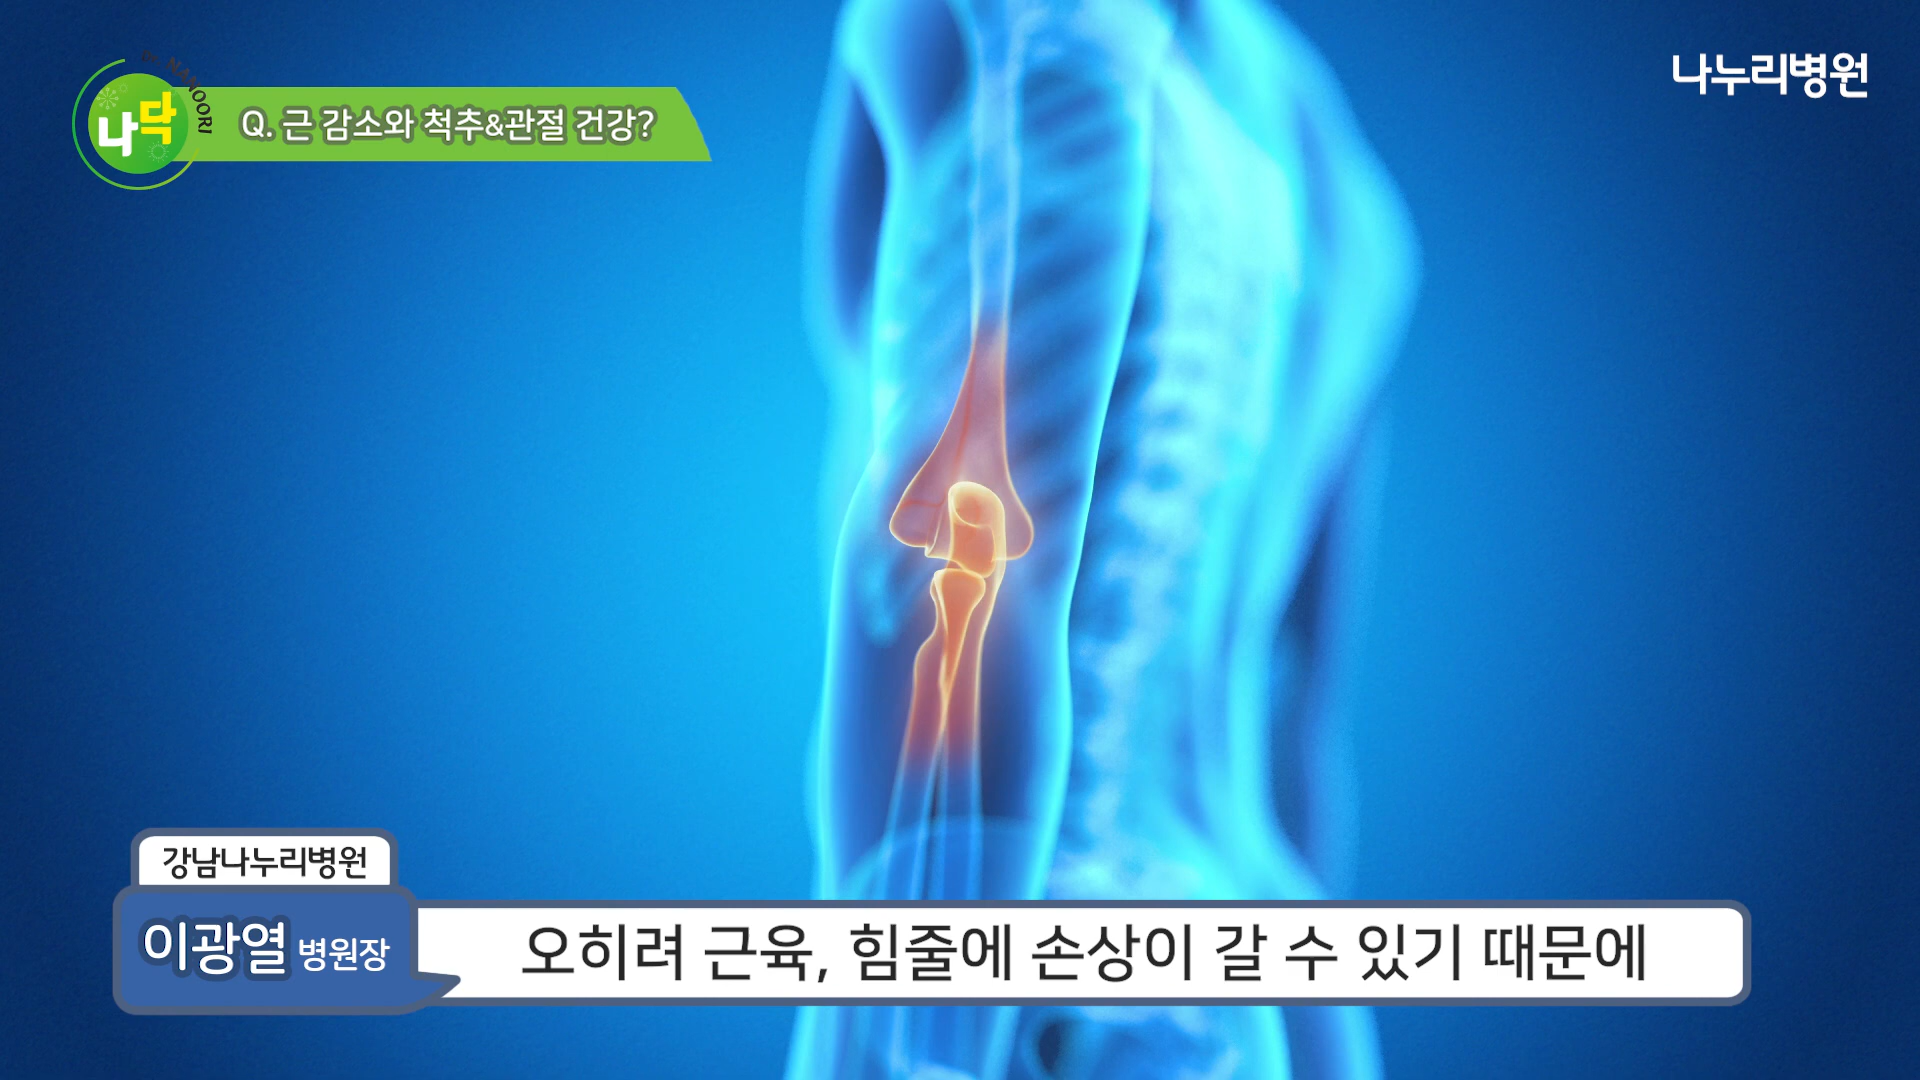 NANOORI
나닥
Q. 근 감소와 척추&관절 건강?
나누리병원
강남나누리병원
이광열 병원장
오히려 근육, 힘줄에 손상이 갈 수 있기 때문에